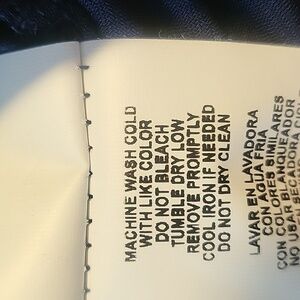 MACHINE WASH COLD
WITH LIKE COLOR
DO NOT BLEACH
TUMBLE DRY LOW
REMOVE PROMPTLY
COOL IRON IF NEEDED
DO NOT DRY CLEAN
LAVAR EN LAVADORA
CON AGUA FRIA
CON COLORES SIMILARES
NO USAR BLANQUEADOR